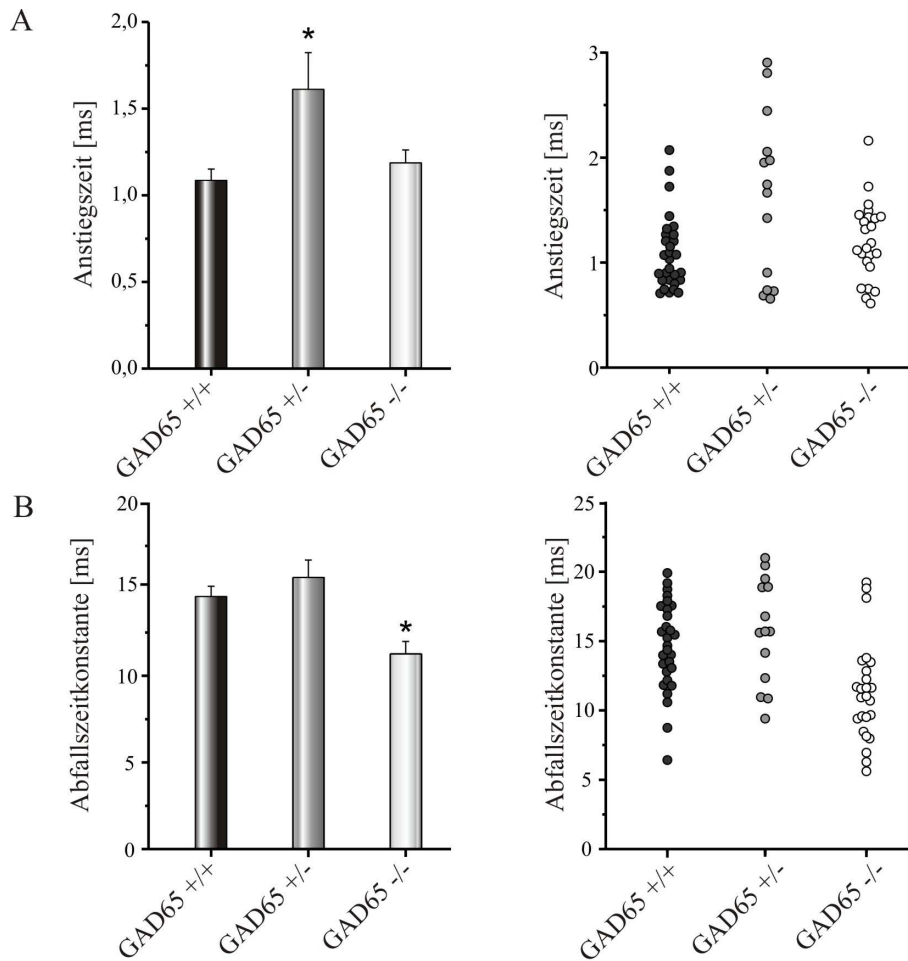 A
Anstiegszeit [ms]
2,0
1,5
1,0
0,5
0,0
*
GAD65 +/+
GAD65 +/-
GAD65 -/-
Anstiegszeit [ms]
3
2
1
0
GAD65 +/+
GAD65 +/-
GAD65 -/-
B
Abfallszeitkonstante [ms]
20
15
10
5
0
*
GAD65 +/+
GAD65 +/-
GAD65 -/-
Abfallszeitkonstante [ms]
25
20
15
10
5
0
GAD65 +/+
GAD65 +/-
GAD65 -/-